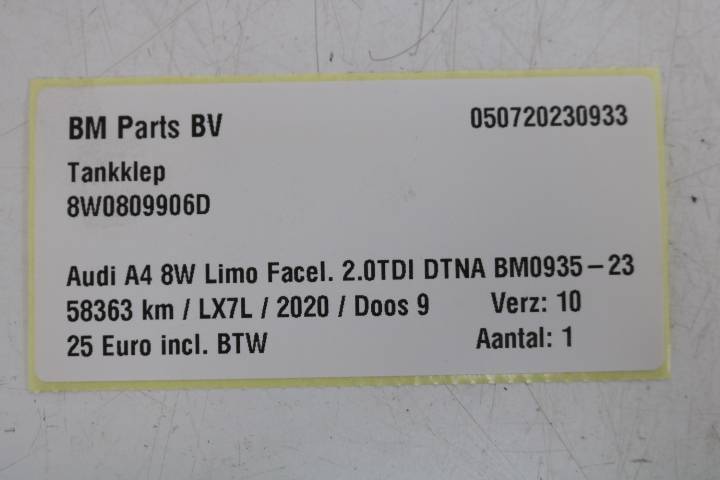 BM Parts BV 050720230933
Tankklep
8W0809906D
Audi A4 8W Limo Facel. 2.0TDI DTNA BM0935-23
58363 km / LX7L / 2020 / Doos 9 Verz: 10
25 Euro incl. BTW Aantal: 1